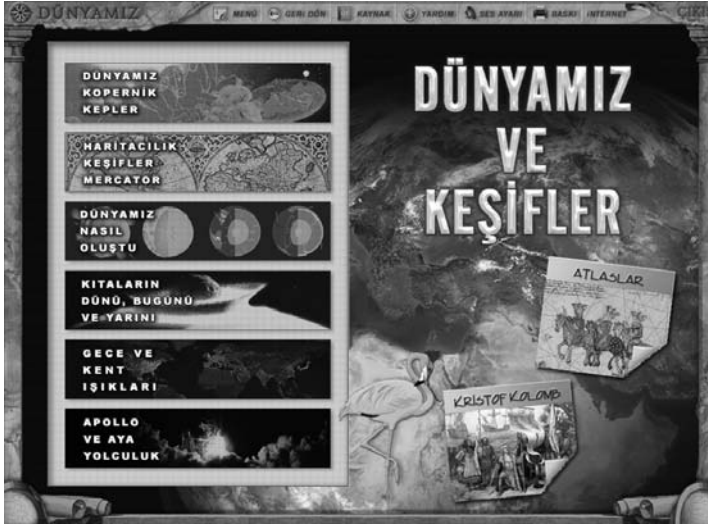 DÜNYAMIZ
MENÜ
GERİ DÖN
KAYNAK
YARDIM
SES AYARI
BASKI
INTERNET
DÜNYAMIZ
KOPERNİK
KEPLER
HARİTACILIK
KEŞİFLER
MERCATOR
DÜNYAMIZ
NASIL
OLUŞTU
KITALARIN
DÜNÜ, BUGÜNÜ
VE YARINI
GECE VE
KENT
IŞIKLARI
APOLLO
VE AYA
YOLCULUK
DÜNYAMIZ
VE
KEŞİFLER
ATLASLAR
KRİSTOF KOLOMB